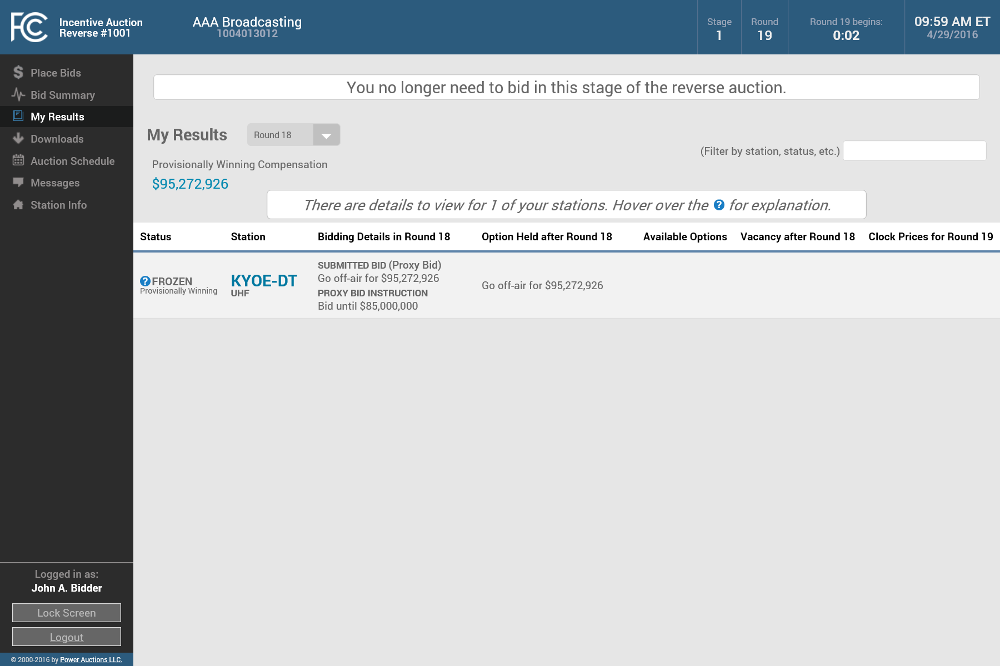 FCC
Incentive Auction
Reverse #1001
AAA Broadcasting
1004013012
Stage
1
Round
19
Round 19 begins:
0:02
09:59 AM ET
4/29/2016
Place Bids
Bid Summary
My Results
Downloads
Auction Schedule
Messages
Station Info
You no longer need to bid in this stage of the reverse auction.
My Results
Round 18
(Filter by station, status, etc.)
Provisionally Winning Compensation
$95,272,926
There are details to view for 1 of your stations. Hover over the ? for explanation.
Status Station Bidding Details in Round 18 Option Held after Round 18 Available Options Vacancy after Round 18 Clock Prices for Round 19
? FROZEN
Provisionally Winning
KYOE-DT
UHF
SUBMITTED BID (Proxy Bid)
Go off-air for $95,272,926
PROXY BID INSTRUCTION
Bid until $85,000,000
Go off-air for $95,272,926
Logged in as:
John A. Bidder
Lock Screen
Logout
© 2000-2016 by Power Auctions LLC.